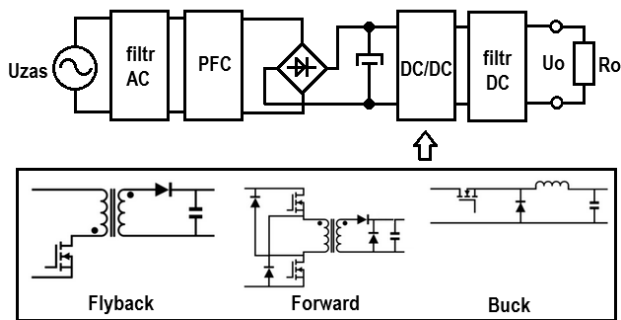 Uzas
filtr
AC
PFC
DC/DC
filtr
DC
Uo
Ro
Flyback
Forward
Buck